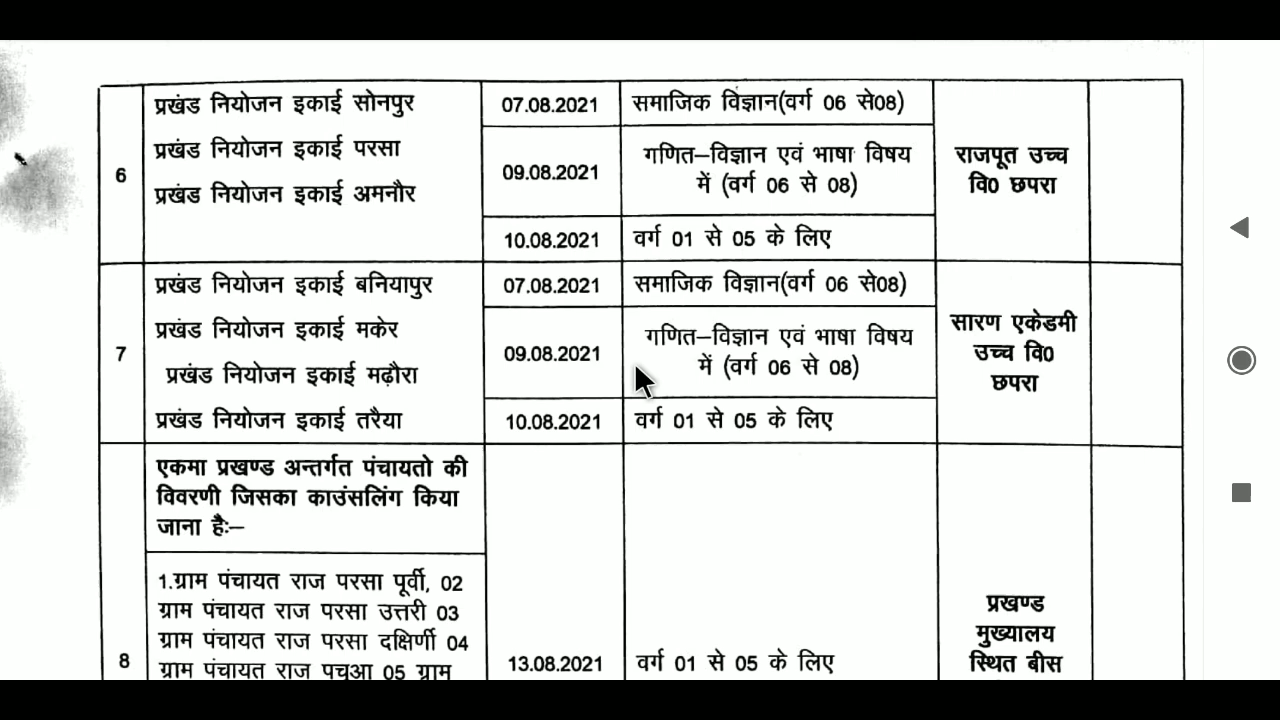 6
प्रखंड नियोजन इकाई सोनपुर
प्रखंड नियोजन इकाई परसा
प्रखंड नियोजन इकाई अमनौर
07.08.2021
समाजिक विज्ञान(वर्ग 06 से08)
09.08.2021
गणित–विज्ञान एवं भाषा विषय
में (वर्ग 06 से 08)
10.08.2021
वर्ग 01 से 05 के लिए
राजपूत उच्च
वि0 छपरा
7
प्रखंड नियोजन इकाई बनियापुर
प्रखंड नियोजन इकाई मकेर
प्रखंड नियोजन इकाई मढ़ौरा
प्रखंड नियोजन इकाई तरैया
07.08.2021
समाजिक विज्ञान(वर्ग 06 से08)
09.08.2021
गणित–विज्ञान एवं भाषा विषय
में (वर्ग 06 से 08)
10.08.2021
वर्ग 01 से 05 के लिए
सारण एकेडमी
उच्च वि0
छपरा
8
एकमा प्रखण्ड अन्तर्गत पंचायतो की
विवरणी जिसका काउंसलिंग किया
जाना हैः–
1.ग्राम पंचायत राज परसा पूर्वी, 02
ग्राम पंचायत राज परसा उत्तरी 03
ग्राम पंचायत राज परसा दक्षिर्णी 04
ग्राम पंचायत राज पचुआ 05 ग्राम
13.08.2021
वर्ग 01 से 05 के लिए
प्रखण्ड
मुख्यालय
स्थित बीस